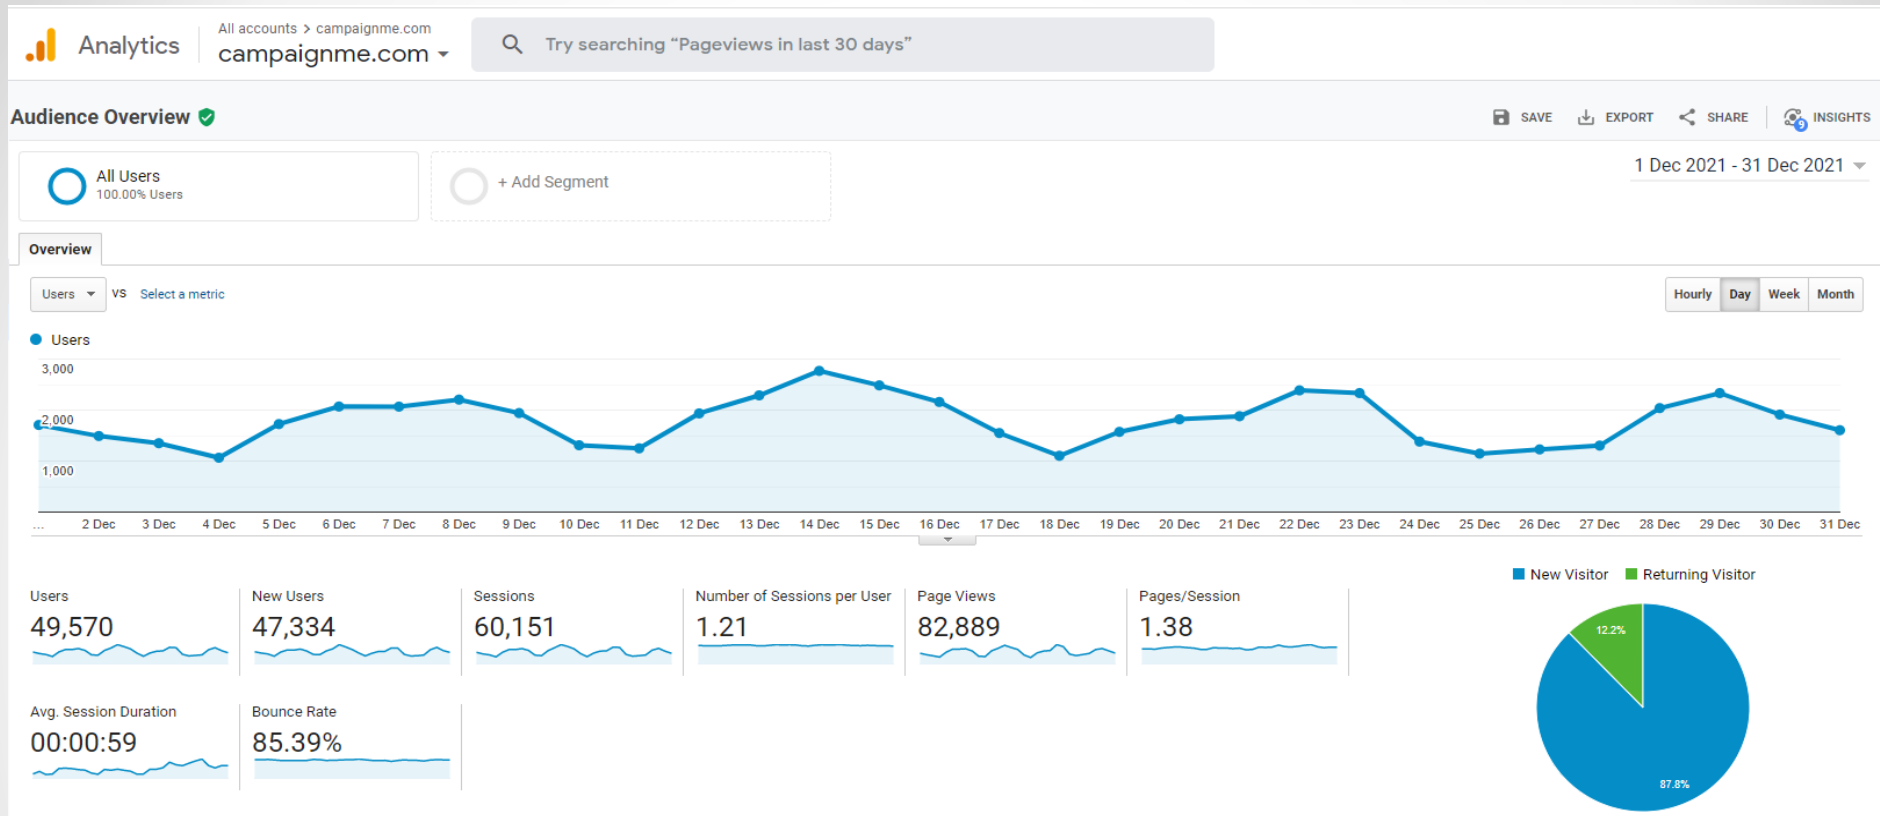 Analytics
All accounts > campaignme.com
campaignme.com
Try searching “Pageviews in last 30 days”
Audience Overview
SAVE
EXPORT
SHARE
9
INSIGHTS
All Users
100.00% Users
+ Add Segment
1 Dec 2021 - 31 Dec 2021
Overview
Users
VS
Select a metric
Hourly
Day
Week
Month
Users
3,000
2,000
1,000
... 2 Dec 3 Dec 4 Dec 5 Dec 6 Dec 7 Dec 8 Dec 9 Dec 10 Dec 11 Dec 12 Dec 13 Dec 14 Dec 15 Dec 16 Dec 17 Dec 18 Dec 19 Dec 20 Dec 21 Dec 22 Dec 23 Dec 24 Dec 25 Dec 26 Dec 27 Dec 28 Dec 29 Dec 30 Dec 31 Dec
Users
49,570
New Users
47,334
Sessions
60,151
Number of Sessions per User
1.21
Page Views
82,889
Pages/Session
1.38
Avg. Session Duration
00:00:59
Bounce Rate
85.39%
New Visitor
Returning Visitor
12.2%
87.8%